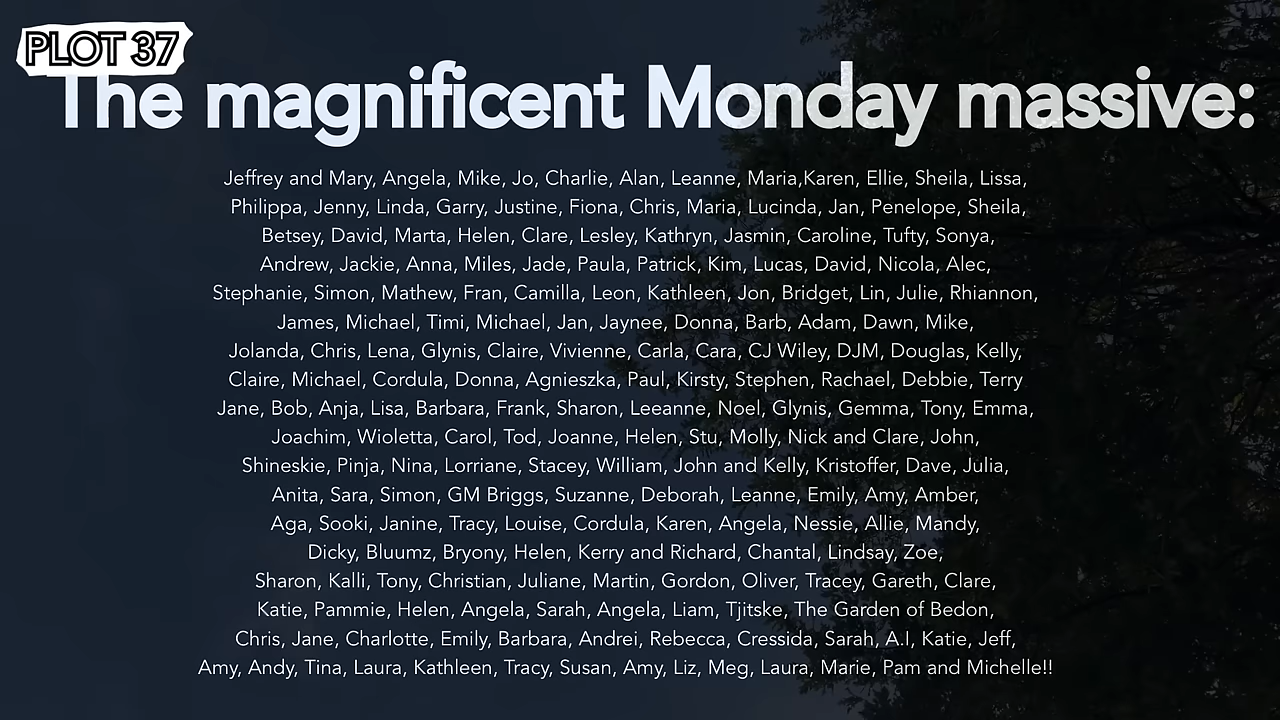 PLOT 37
The magnificent Monday massive:
Jeffrey and Mary, Angela, Mike, Jo, Charlie, Alan, Leanne, Maria,Karen, Ellie, Sheila, Lissa,
Philippa, Jenny, Linda, Garry, Justine, Fiona, Chris, Maria, Lucinda, Jan, Penelope, Sheila,
Betsey, David, Marta, Helen, Clare, Lesley, Kathryn, Jasmin, Caroline, Tufty, Sonya,
Andrew, Jackie, Anna, Miles, Jade, Paula, Patrick, Kim, Lucas, David, Nicola, Alec,
Stephanie, Simon, Mathew, Fran, Camilla, Leon, Kathleen, Jon, Bridget, Lin, Julie, Rhiannon,
James, Michael, Timi, Michael, Jan, Jaynee, Donna, Barb, Adam, Dawn, Mike,
Jolanda, Chris, Lena, Glynis, Claire, Vivienne, Carla, Cara, CJ Wiley, DJM, Douglas, Kelly,
Claire, Michael, Cordula, Donna, Agnieszka, Paul, Kirsty, Stephen, Rachael, Debbie, Terry
Jane, Bob, Anja, Lisa, Barbara, Frank, Sharon, Leeanne, Noel, Glynis, Gemma, Tony, Emma,
Joachim, Wioletta, Carol, Tod, Joanne, Helen, Stu, Molly, Nick and Clare, John,
Shineskie, Pinja, Nina, Lorriane, Stacey, William, John and Kelly, Kristoffer, Dave, Julia,
Anita, Sara, Simon, GM Briggs, Suzanne, Deborah, Leanne, Emily, Amy, Amber,
Aga, Sooki, Janine, Tracy, Louise, Cordula, Karen, Angela, Nessie, Allie, Mandy,
Dicky, Bluumz, Bryony, Helen, Kerry and Richard, Chantal, Lindsay, Zoe,
Sharon, Kalli, Tony, Christian, Juliane, Martin, Gordon, Oliver, Tracey, Gareth, Clare,
Katie, Pammie, Helen, Angela, Sarah, Angela, Liam, Tjitske, The Garden of Bedon,
Chris, Jane, Charlotte, Emily, Barbara, Andrei, Rebecca, Cressida, Sarah, A.I, Katie, Jeff,
Amy, Andy, Tina, Laura, Kathleen, Tracy, Susan, Amy, Liz, Meg, Laura, Marie, Pam and Michelle!!